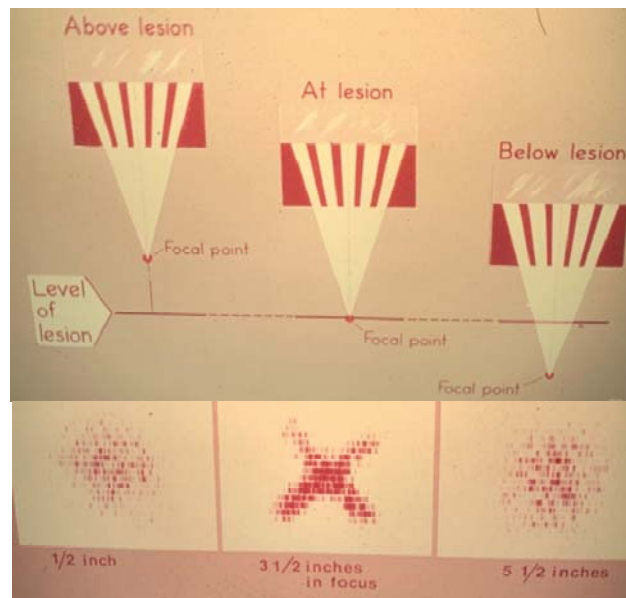 Above lesion
At lesion
Below lesion
Focal point
Level
of
lesion
Focal point
Focal point
1/2 inch
3 1/2 inches
in focus
5 1/2 inches